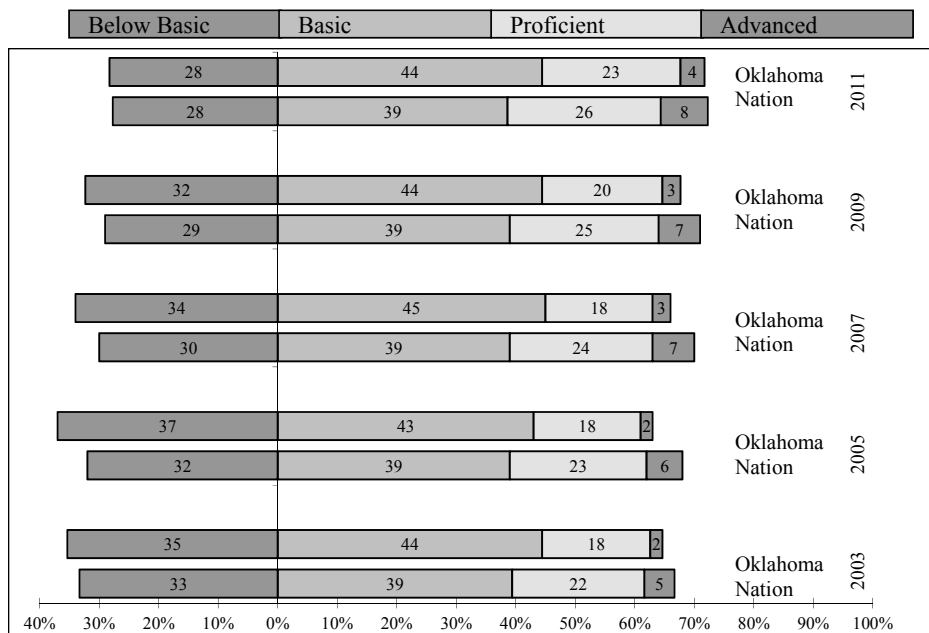 Below Basic Basic Proficient Advanced
28 44 23 4 Oklahoma
28 39 26 8 Nation
2011
32 44 20 3 Oklahoma
29 39 25 7 Nation
2009
34 45 18 3 Oklahoma
30 39 24 7 Nation
2007
37 43 18 2 Oklahoma
32 39 23 6 Nation
2005
35 44 18 2 Oklahoma
33 39 22 5 Nation
2003
40% 30% 20% 10% 0% 10% 20% 30% 40% 50% 60% 70% 80% 90% 100%